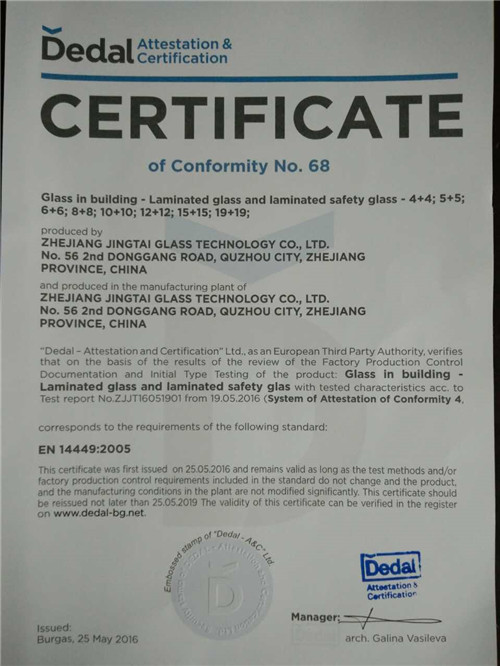 Dedal Attestation &
Certification
CERTIFICATE
of Conformity No. 68
Glass in building - Laminated glass and laminated safety glass - 4+4; 5+5;
6+6; 8+8; 10+10; 12+12; 15+15; 19+19;
produced by
ZHEJIANG JINGTAI GLASS TECHNOLOGY CO., LTD.
No. 56 2nd DONGGANG ROAD, QUZHOU CITY, ZHEJIANG
PROVINCE, CHINA
and produced in the manufacturing plant of
ZHEJIANG JINGTAI GLASS TECHNOLOGY CO., LTD.
No. 56 2nd DONGGANG ROAD, QUZHOU CITY, ZHEJIANG
PROVINCE, CHINA
"Dedal - Attestation and Certification" Ltd., as an European Third Party Authority, verifies
that on the basis of the results of the review of the Factory Production Control
Documentation and Initial Type Testing of the product: Glass in building -
Laminated glass and laminated safety glas with tested characteristics acc. to
Test report No.ZJJT16051901 from 19.05.2016 (System of Attestation of Conformity 4,
corresponds to the requirements of the following standard:
EN 14449:2005
This certificate was first issued on 25.05.2016 and remains valid as long as the test methods and/or
factory production control requirements included in the standard do not change and the product,
and the manufacturing conditions in the plant are not modified significantly. This certificate should
be reissued not later than 25.05.2019 The validity of this certificate can be verified in the register
on www.dedal-bg.net.
Embossed stamp of "Dedal - A&C" Ltd
Dedal
Attestation &
Certification
Manager:
Issued:
Burgas, 25 May 2016
arch. Galina Vasileva